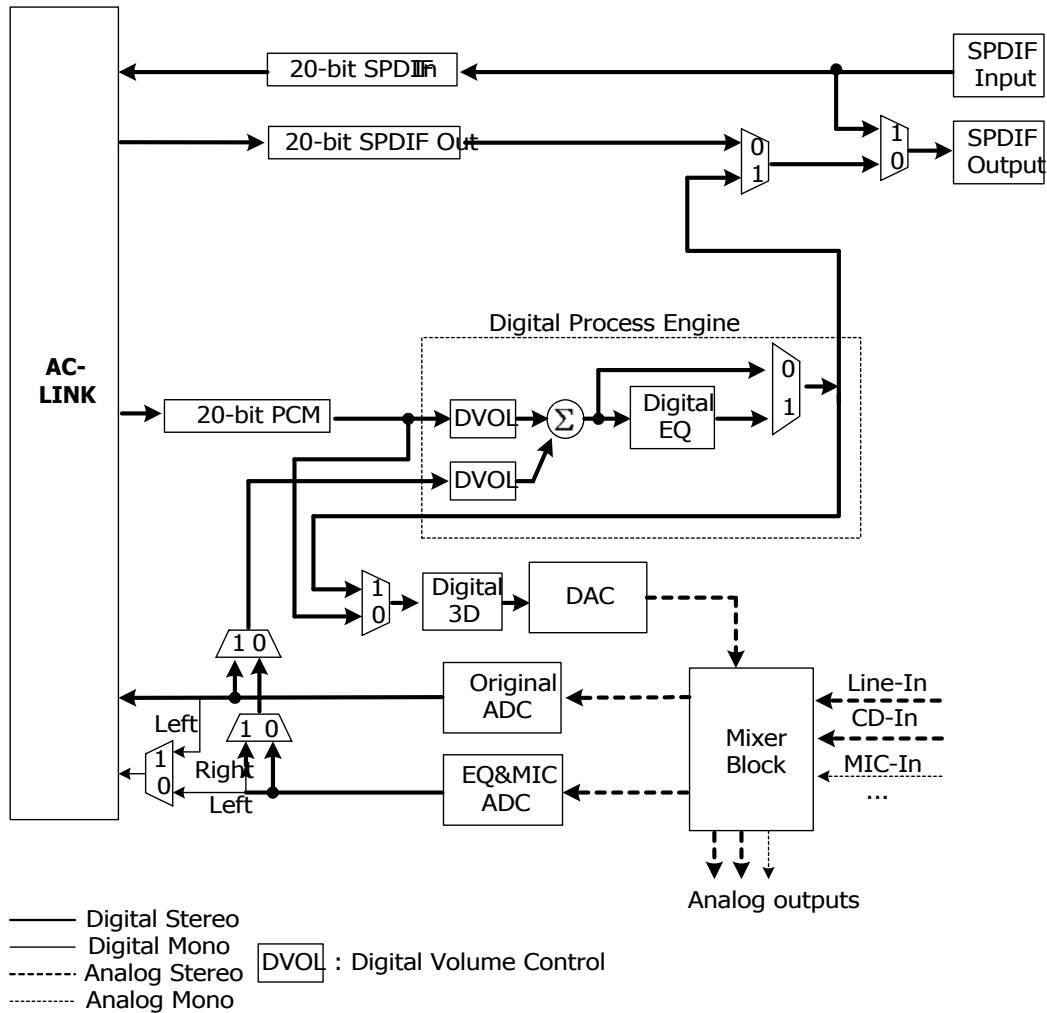 20-bit SPDIF In
SPDIF
Input
20-bit SPDIF Out
0
1
1
0
SPDIF
Output
Digital Process Engine
AC-
LINK
20-bit PCM
DVOL
Σ
Digital
EQ
0
1
DVOL
1
0
Digital
3D
DAC
1 0
Original
ADC
Mixer
Block
Line-In
CD-In
MIC-In
...
Left
1 0
1
0
Right
Left
EQ&MIC
ADC
Analog outputs
Digital Stereo
Digital Mono
Analog Stereo
Analog Mono
DVOL : Digital Volume Control